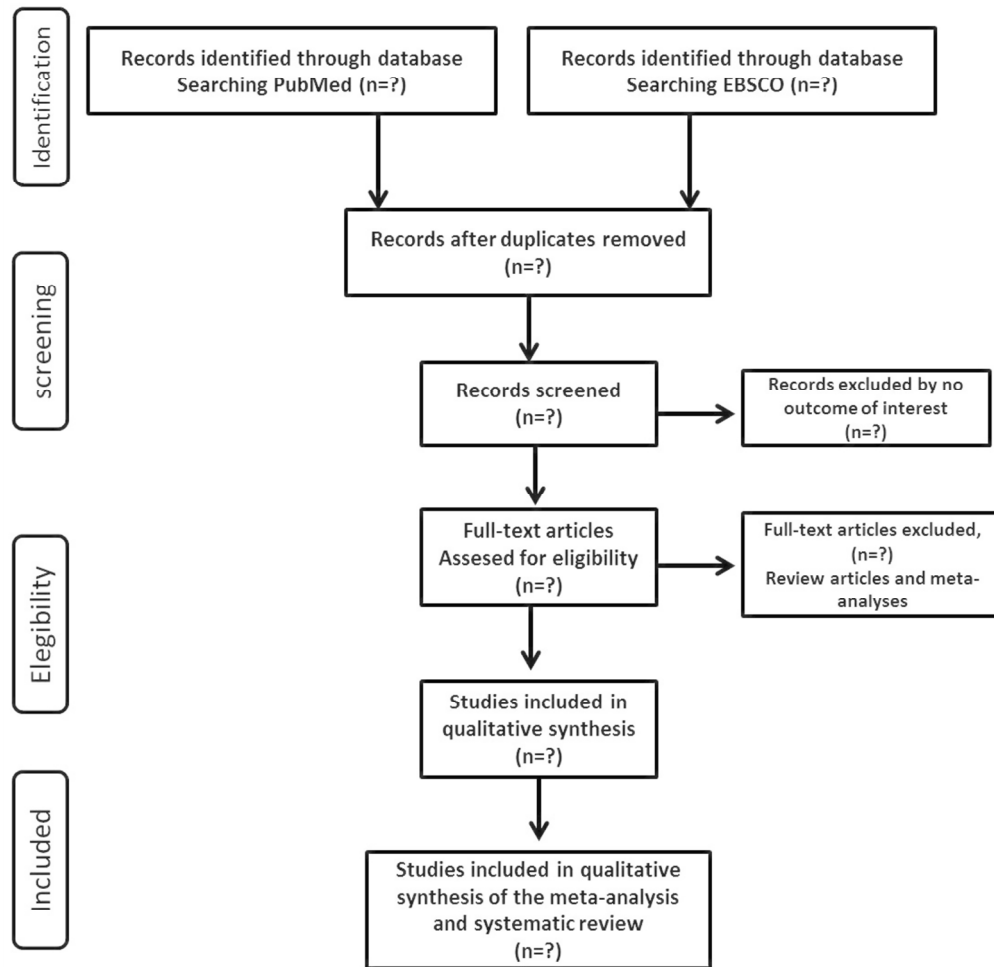 Identification
Records identified through database
Searching PubMed (n=?)
Records identified through database
Searching EBSCO (n=?)
screening
Records after duplicates removed
(n=?)
Records screened
(n=?)
Records excluded by no
outcome of interest
(n=?)
Elegibility
Full-text articles
Assesed for eligibility
(n=?)
Full-text articles excluded,
(n=?)
Review articles and meta-
analyses
Studies included in
qualitative synthesis
(n=?)
Included
Studies included in qualitative
synthesis of the meta-analysis
and systematic review
(n=?)